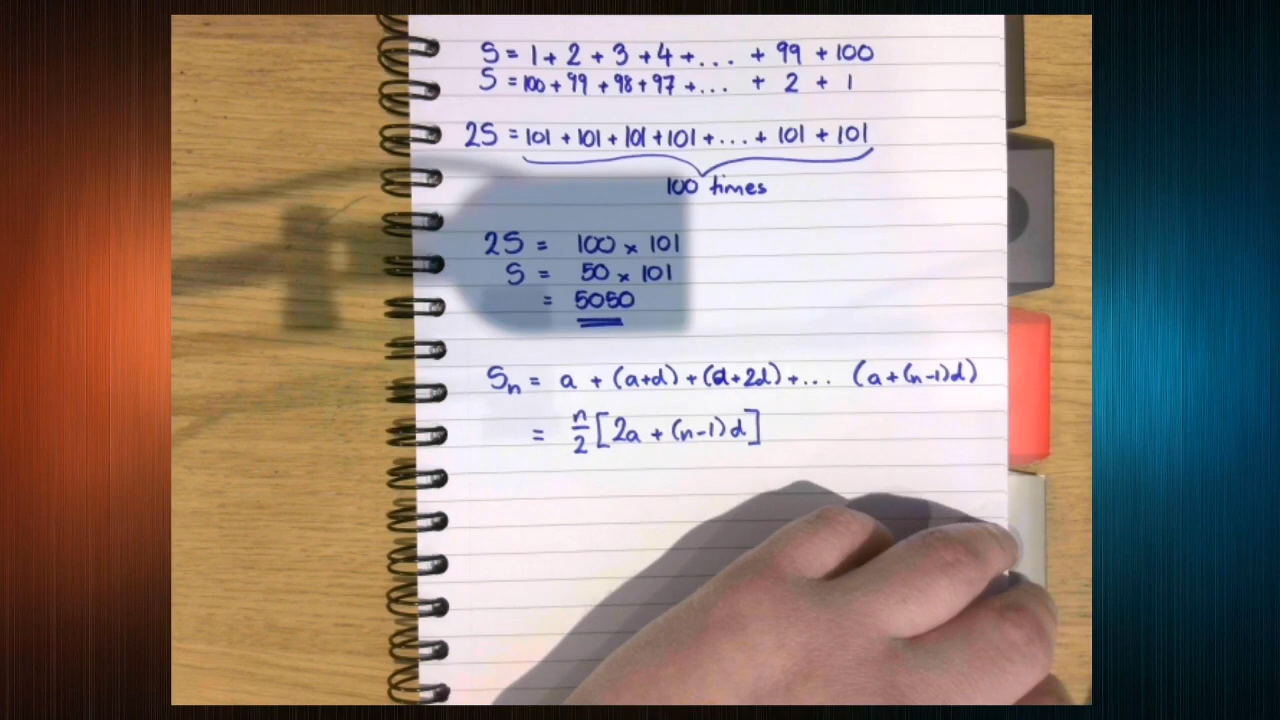 S = 1 + 2 + 3 + 4 + ... + 99 + 100
S = 100 + 99 + 98 + 97 + ... + 2 + 1
2S = 101 + 101 + 101 + 101 + ... + 101 + 101
100 times
2S = 100 × 101
S = 50 × 101
= 5050
Sn = a + (a+d) + (a+2d) + ... (a+(n-1)d)
= n/2 [2a + (n-1)d]